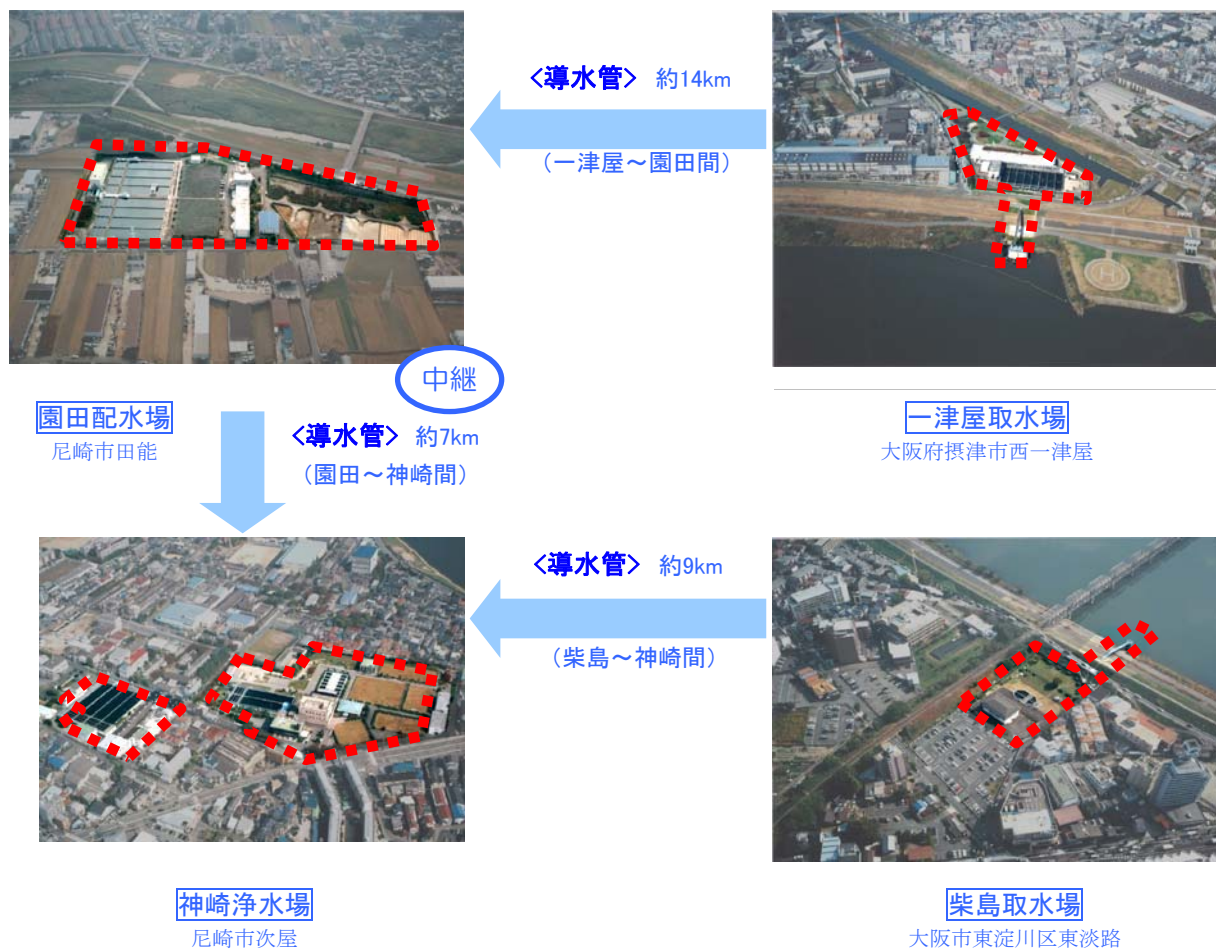 <導水管> 約14km
(一津屋～園田間)
中継
園田配水場
尼崎市田能
<導水管> 約7km
(園田～神崎間)
一津屋取水場
大阪府摂津市西一津屋
<導水管> 約9km
(柴島～神崎間)
神崎浄水場
尼崎市次屋
柴島取水場
大阪市東淀川区東淡路
H